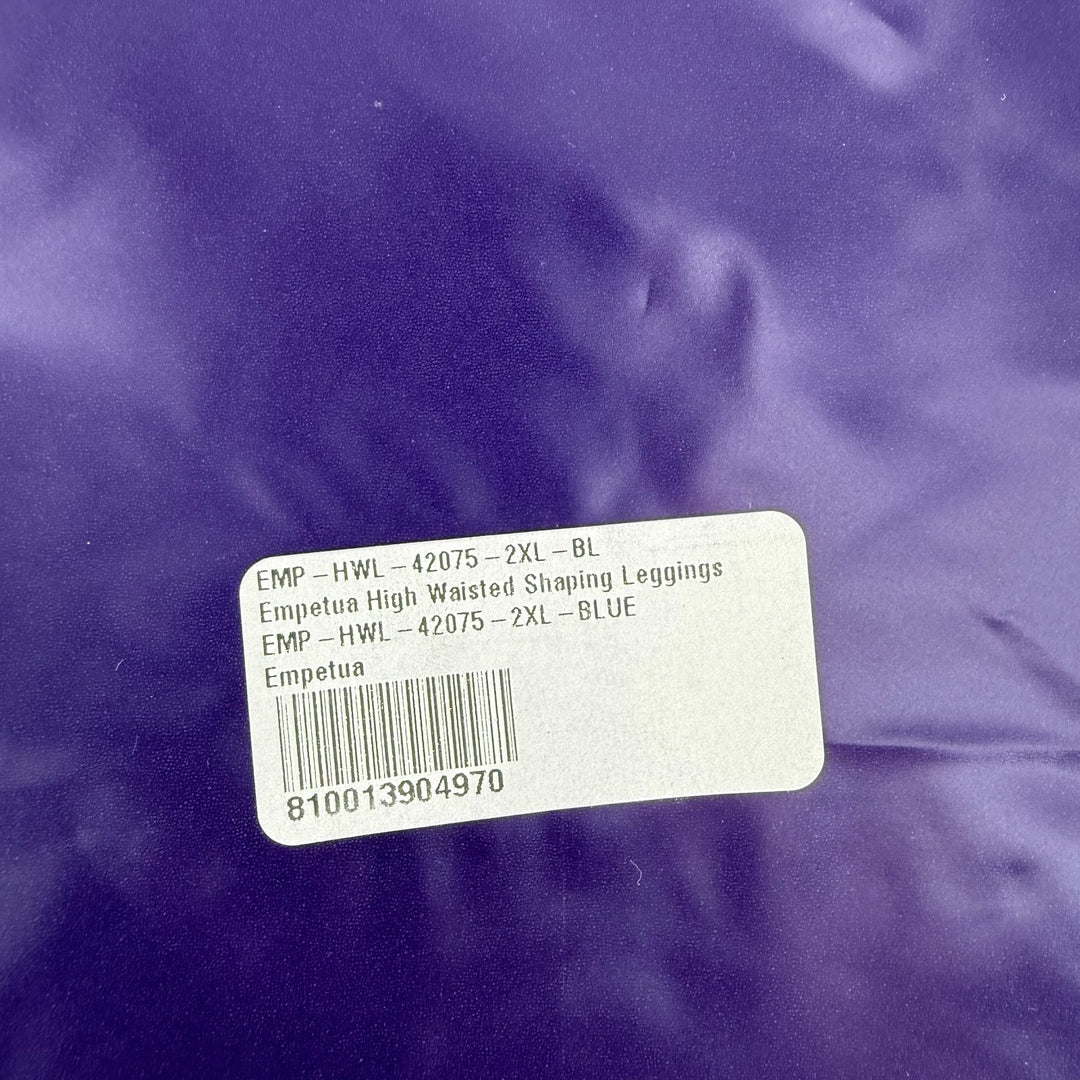 EMP-HWL-42075-2XL-BL
Empetua High Waisted Shaping Leggings
EMP-HWL-42075-2XL-BLUE
Empetua
810013904970